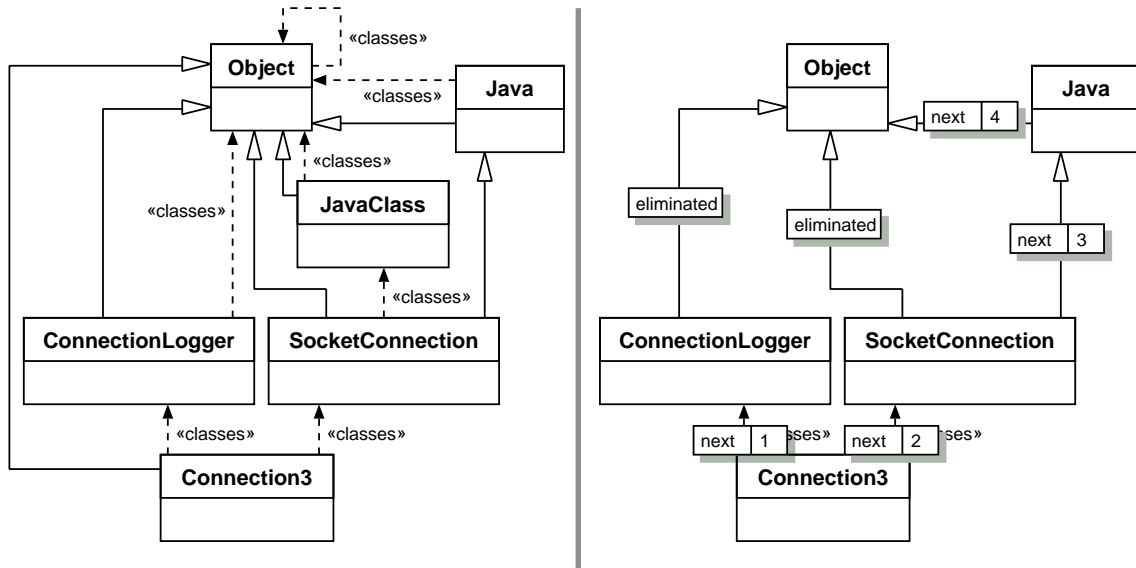 «classes»
Object
«classes»
Java
«classes»
JavaClass
«classes»
«classes»
ConnectionLogger
SocketConnection
«classes»
«classes»
Connection3
Object
Java
next 4
eliminated
eliminated
next 3
ConnectionLogger
SocketConnection
next 1
next 2
Connection3